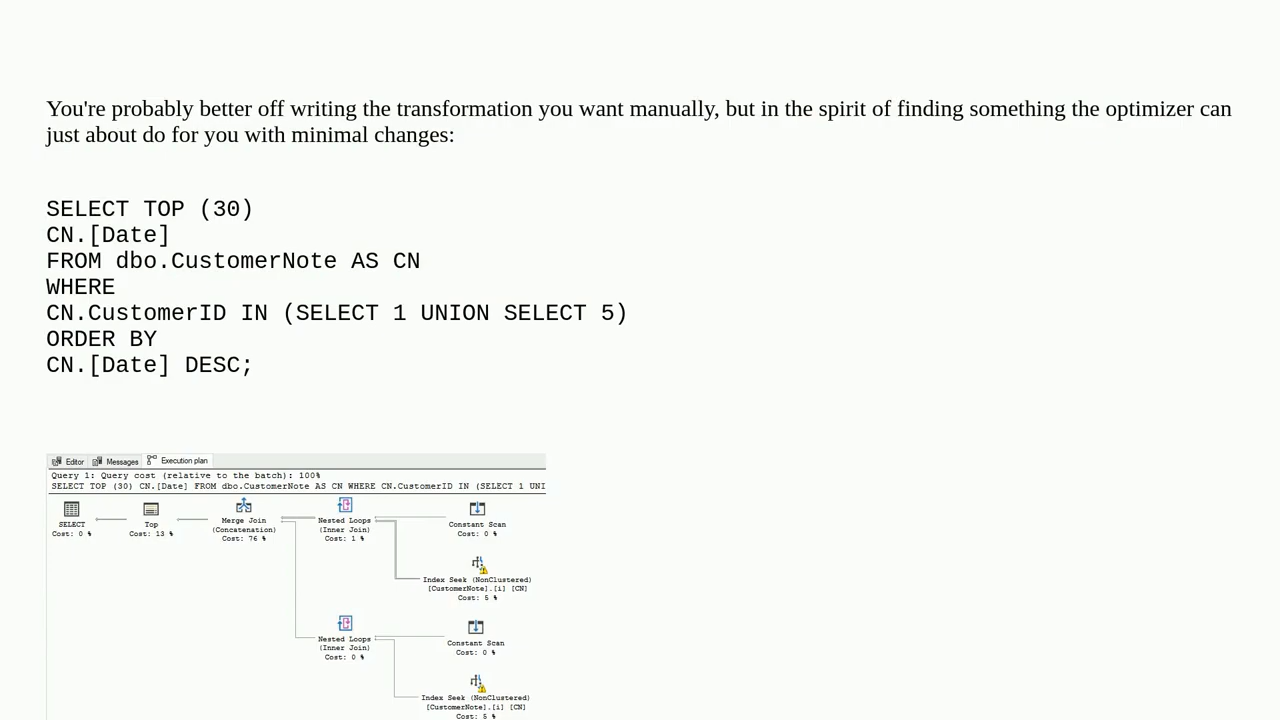 You're probably better off writing the transformation you want manually, but in the spirit of finding something the optimizer can
just about do for you with minimal changes:
SELECT TOP (30)
CN.[Date]
FROM dbo.CustomerNote AS CN
WHERE
CN.CustomerID IN (SELECT 1 UNION SELECT 5)
ORDER BY
CN.[Date] DESC;
Editor Messages Execution plan
Query 1: Query cost (relative to the batch): 100%
SELECT TOP (30) CN.[Date] FROM dbo.CustomerNote AS CN WHERE CN.CustomerID IN (SELECT 1 UNI
SELECT
Cost: 0 %
Top
Cost: 13 %
Merge Join
(Concatenation)
Cost: 76 %
Nested Loops
(Inner Join)
Cost: 1 %
Constant Scan
Cost: 0 %
Index Seek (NonClustered)
[CustomerNote].[i] [CN]
Cost: 5 %
Nested Loops
(Inner Join)
Cost: 0 %
Constant Scan
Cost: 0 %
Index Seek (NonClustered)
[CustomerNote].[i] [CN]
Cost: 5 %